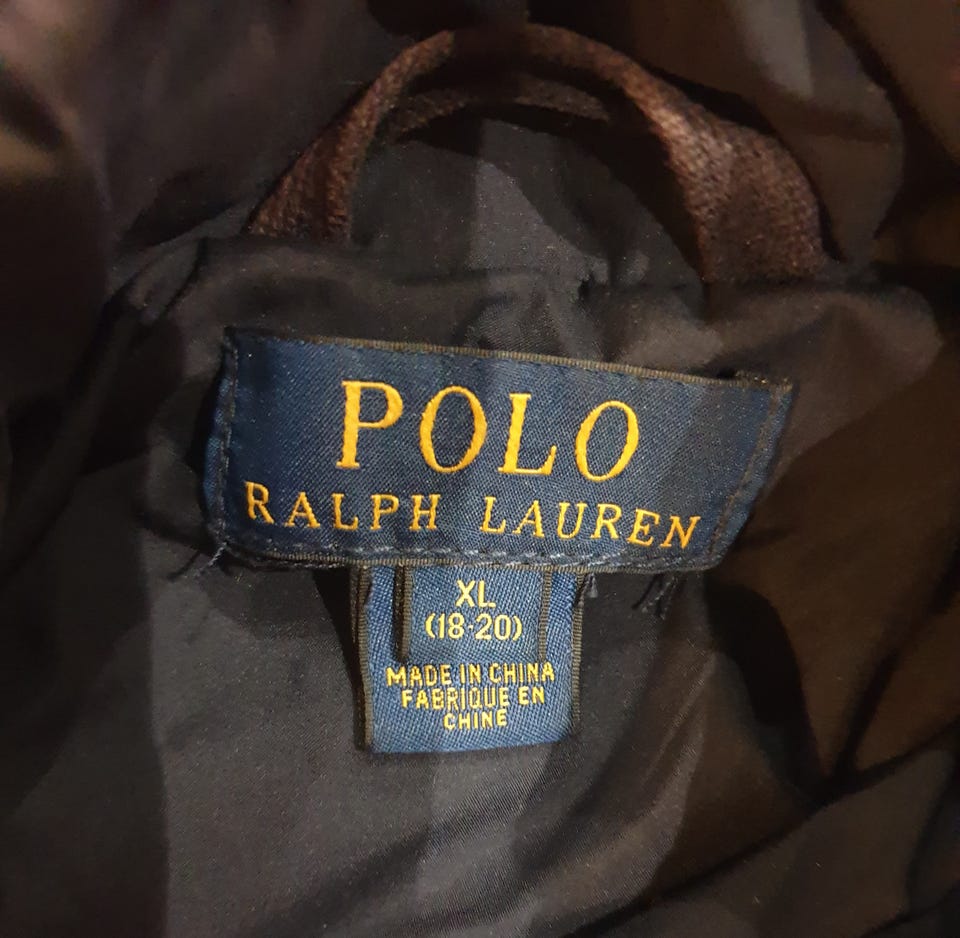 POLO
RALPH LAUREN
XL
(18-20)
MADE IN CHINA
FABRIQUE EN
CHINE